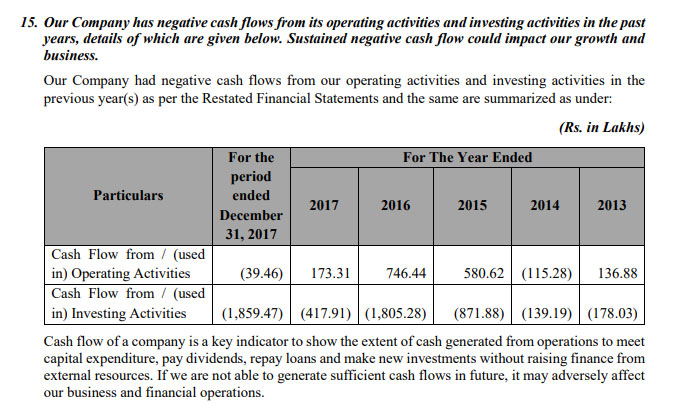 15. Our Company has negative cash flows from its operating activities and investing activities in the past
years, details of which are given below. Sustained negative cash flow could impact our growth and
business.
Our Company had negative cash flows from our operating activities and investing activities in the
previous year(s) as per the Restated Financial Statements and the same are summarized as under:
(Rs. in Lakhs)
Particulars
For the
period
ended
December
31, 2017
For The Year Ended
2017 2016 2015 2014 2013
Cash Flow from / (used
in) Operating Activities (39.46) 173.31 746.44 580.62 (115.28) 136.88
Cash Flow from / (used
in) Investing Activities (1,859.47) (417.91) (1,805.28) (871.88) (139.19) (178.03)
Cash flow of a company is a key indicator to show the extent of cash generated from operations to meet
capital expenditure, pay dividends, repay loans and make new investments without raising finance from
external resources. If we are not able to generate sufficient cash flows in future, it may adversely affect
our business and financial operations.